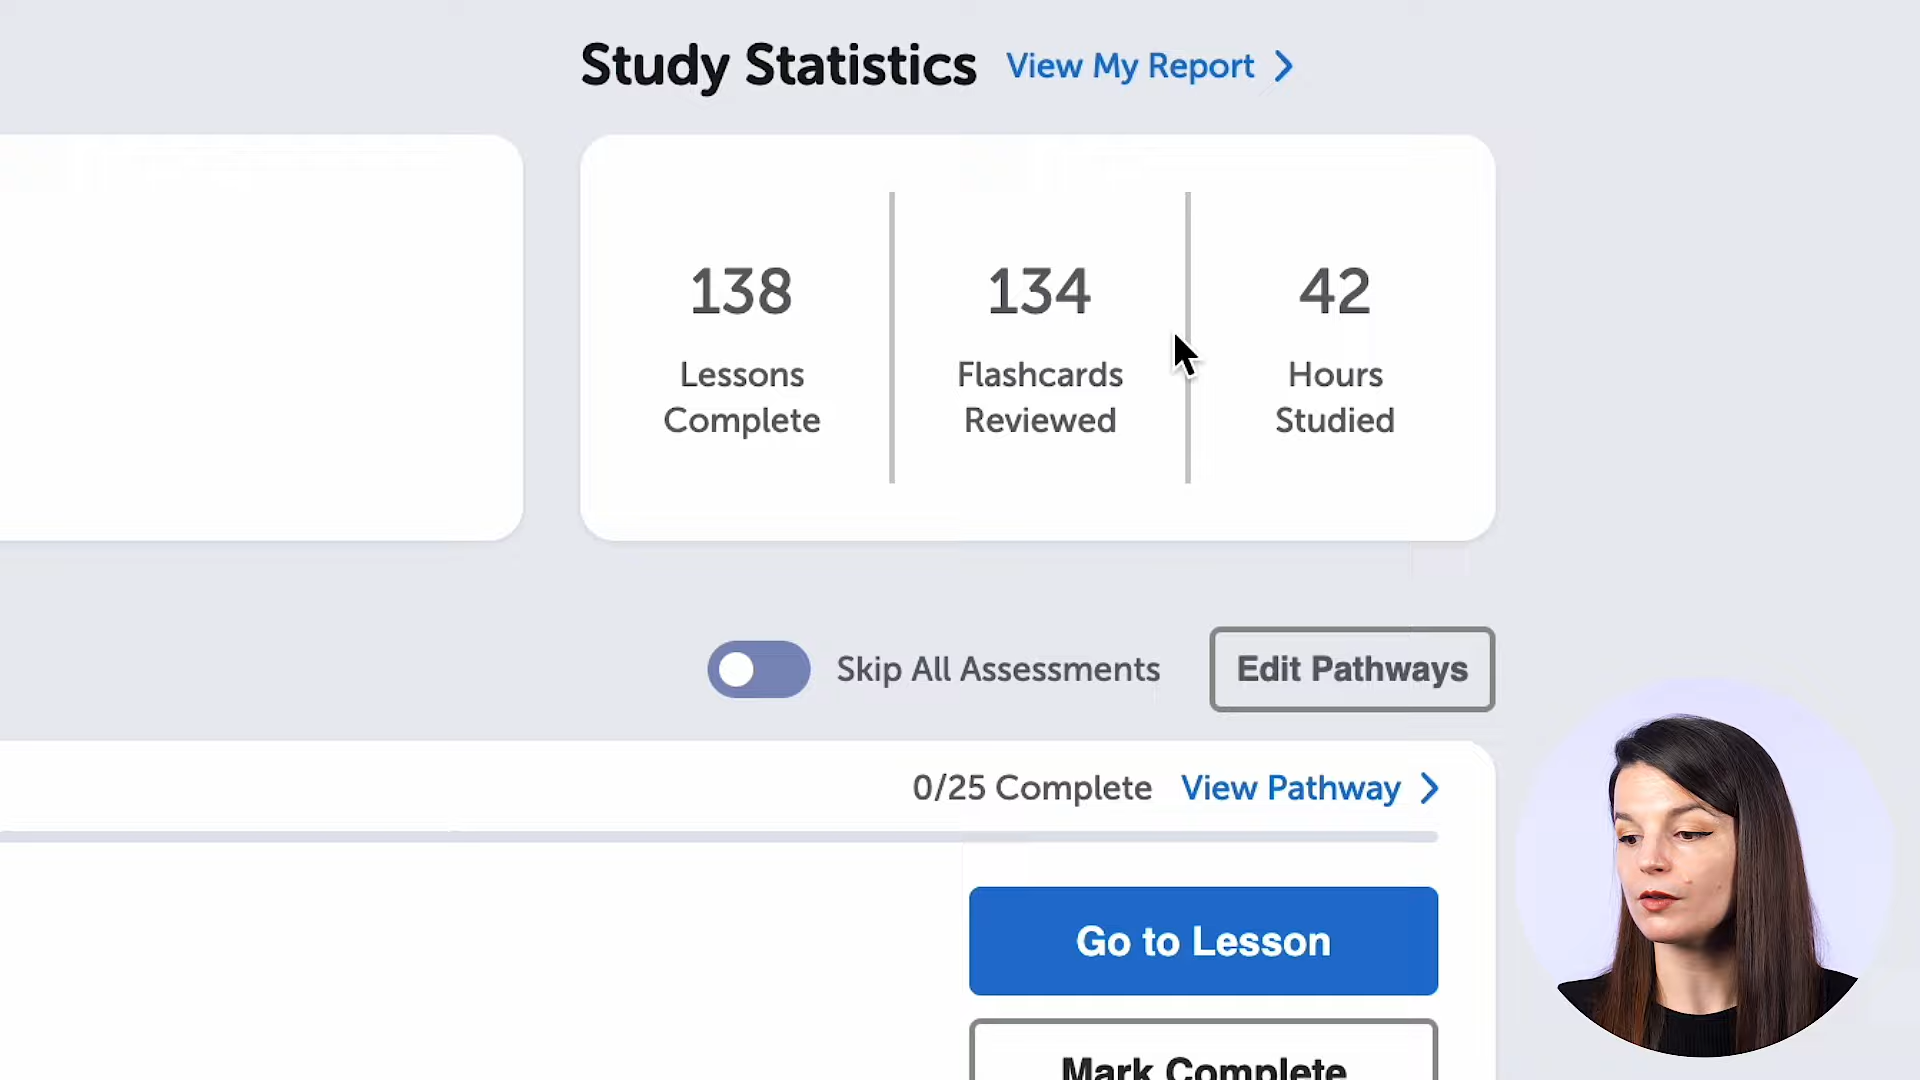 Study Statistics
View My Report
138
134
42
Lessons
Complete
Flashcards
Reviewed
Hours
Studied
Skip All Assessments
Edit Pathways
0/25 Complete
View Pathway
Go to Lesson
Mark Complete